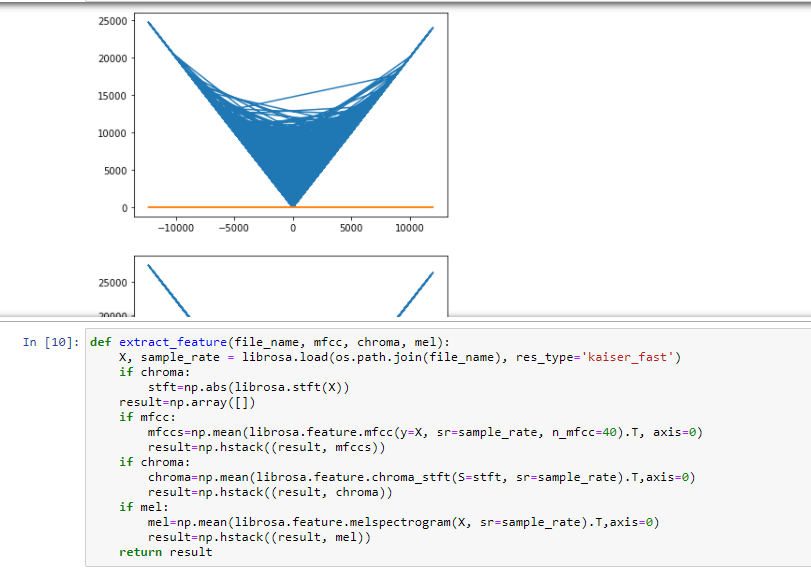 25000
20000
15000
10000
5000
0
−10000 −5000 0 5000 10000
25000
20000
In [10]: def extract_feature(file_name, mfcc, chroma, mel):
    X, sample_rate = librosa.load(os.path.join(file_name), res_type='kaiser_fast')
    if chroma:
        stft=np.abs(librosa.stft(X))
    result=np.array([])
    if mfcc:
        mfccs=np.mean(librosa.feature.mfcc(y=X, sr=sample_rate, n_mfcc=40).T, axis=0)
        result=np.hstack((result, mfccs))
    if chroma:
        chroma=np.mean(librosa.feature.chroma_stft(S=stft, sr=sample_rate).T,axis=0)
        result=np.hstack((result, chroma))
    if mel:
        mel=np.mean(librosa.feature.melspectrogram(X, sr=sample_rate).T,axis=0)
        result=np.hstack((result, mel))
    return result